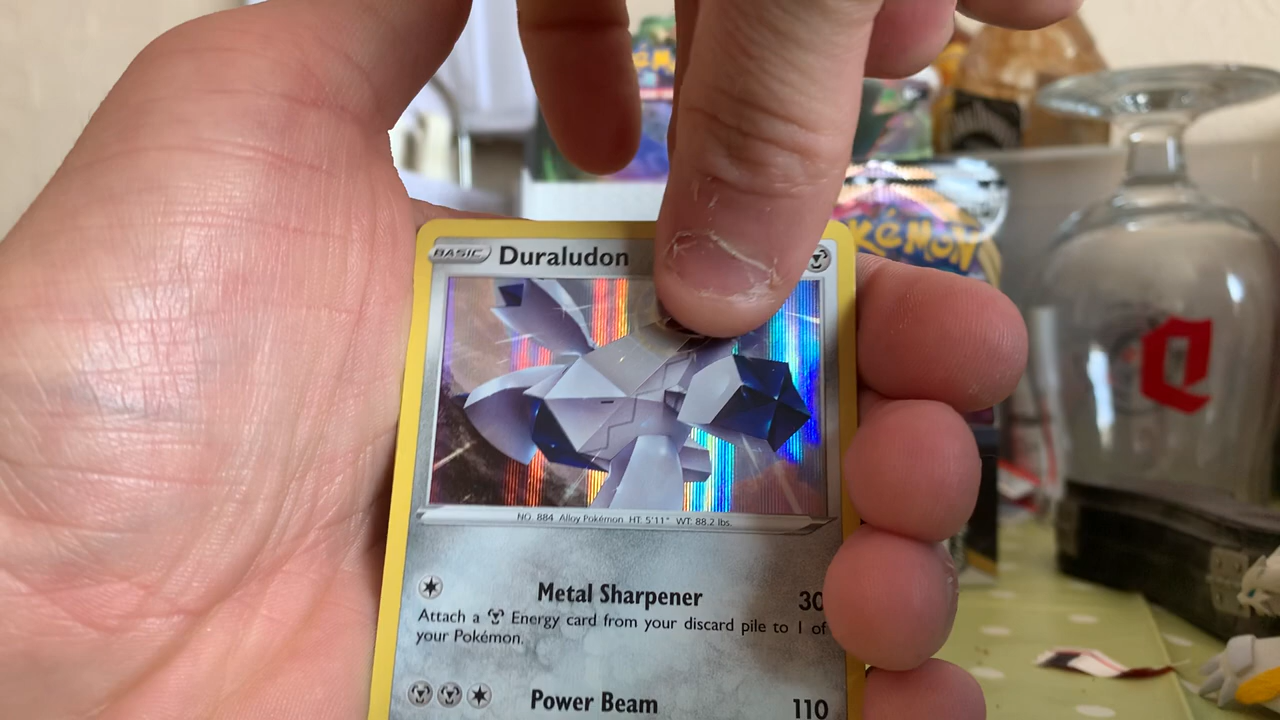 BASIC Duraludon
NO. 884 Alloy Pokémon HT: 5'11" WT: 88.2 lbs.
Metal Sharpener 30
Attach a Energy card from your discard pile to 1 of
your Pokémon.
Power Beam 110
POKéMON
Q